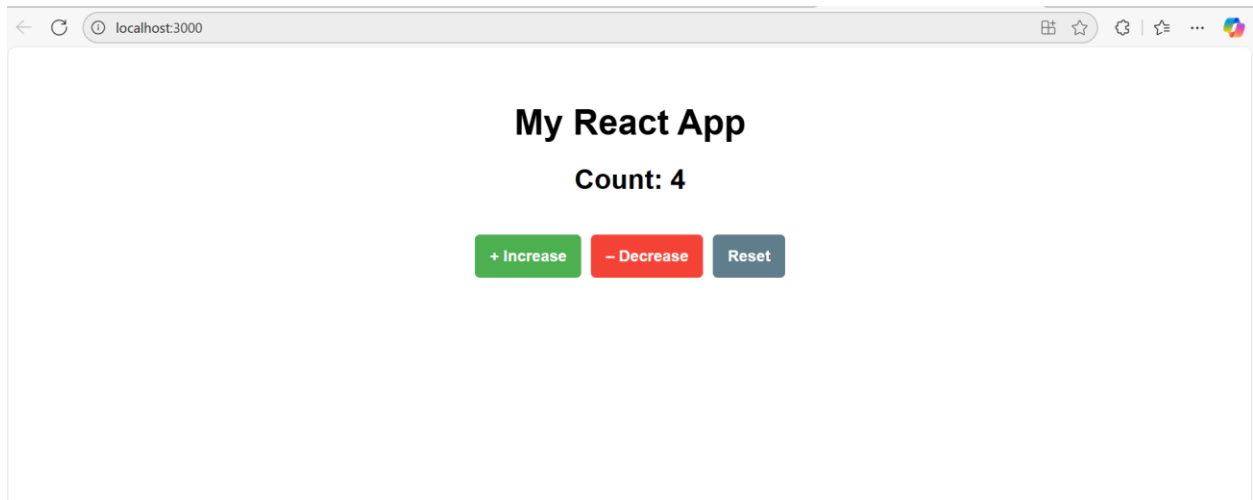 localhost:3000
My React App
Count: 4
+ Increase – Decrease Reset